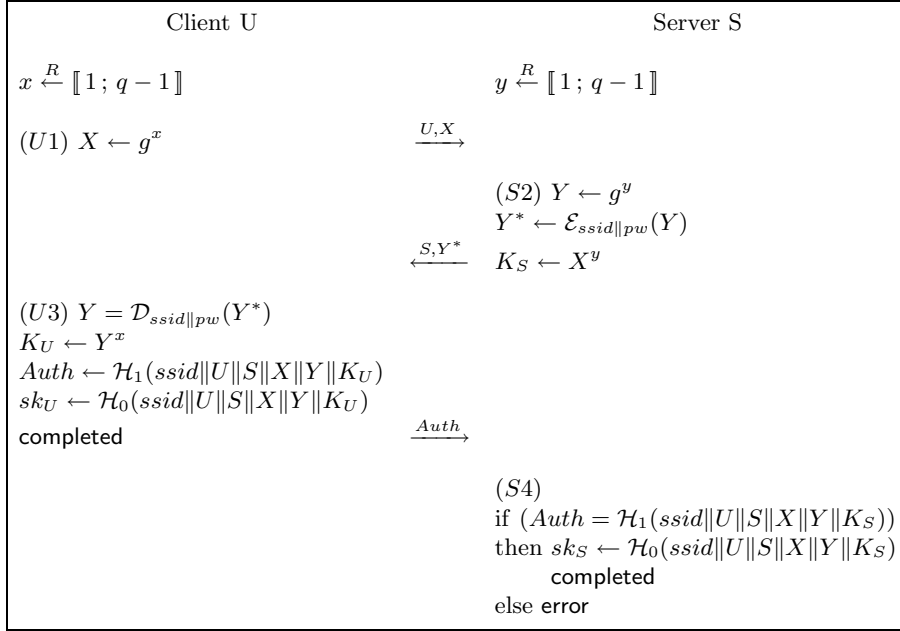 Client U Server S
x ←R ⟦1 ; q − 1⟧ y ←R ⟦1 ; q − 1⟧
(U1) X ← g^x U,X →
(S2) Y ← g^y
Y* ← ℰ_{ssid∥pw}(Y)
← S,Y* K_S ← X^y
(U3) Y = 𝒟_{ssid∥pw}(Y*)
K_U ← Y^x
Auth ← ℋ_1(ssid∥U∥S∥X∥Y∥K_U)
sk_U ← ℋ_0(ssid∥U∥S∥X∥Y∥K_U)
completed Auth →
(S4)
if (Auth = ℋ_1(ssid∥U∥S∥X∥Y∥K_S))
then sk_S ← ℋ_0(ssid∥U∥S∥X∥Y∥K_S)
completed
else error